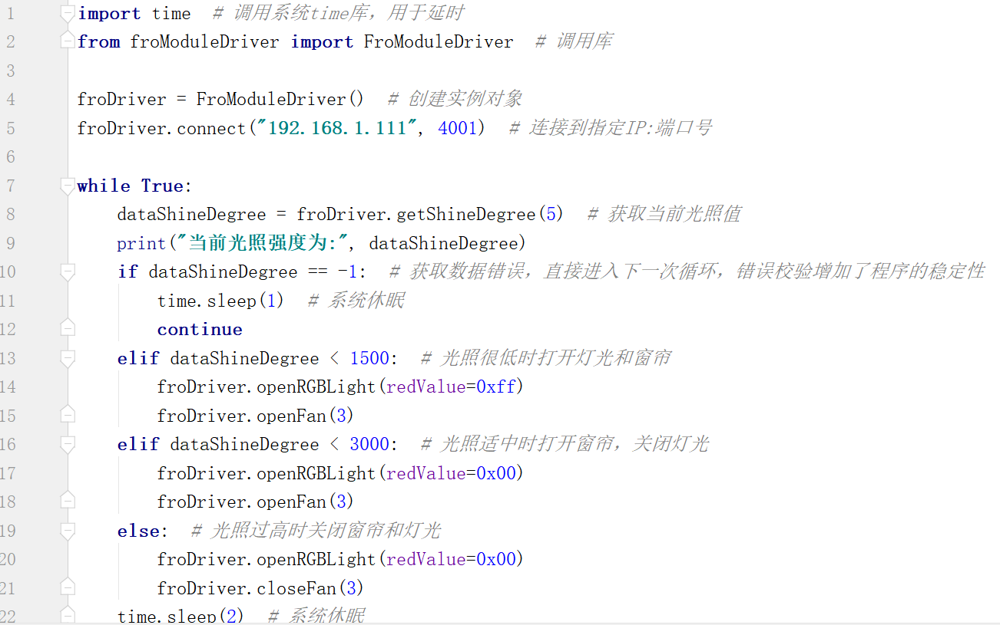 1 import time  # 调用系统time库，用于延时
2 from froModuleDriver import FroModuleDriver  # 调用库
3
4 froDriver = FroModuleDriver()  # 创建实例对象
5 froDriver.connect("192.168.1.111", 4001)  # 连接到指定IP:端口号
6
7 while True:
8     dataShineDegree = froDriver.getShineDegree(5)  # 获取当前光照值
9     print("当前光照强度为:", dataShineDegree)
10     if dataShineDegree == -1:  # 获取数据错误，直接进入下一次循环，错误校验增加了程序的稳定性
11         time.sleep(1)  # 系统休眠
12         continue
13     elif dataShineDegree < 1500:  # 光照很低时打开灯光和窗帘
14         froDriver.openRGBLight(redValue=0xff)
15         froDriver.openFan(3)
16     elif dataShineDegree < 3000:  # 光照适中时打开窗帘，关闭灯光
17         froDriver.openRGBLight(redValue=0x00)
18         froDriver.openFan(3)
19     else:  # 光照过高时关闭窗帘和灯光
20         froDriver.openRGBLight(redValue=0x00)
21         froDriver.closeFan(3)
22     time.sleep(2)  # 系统休眠